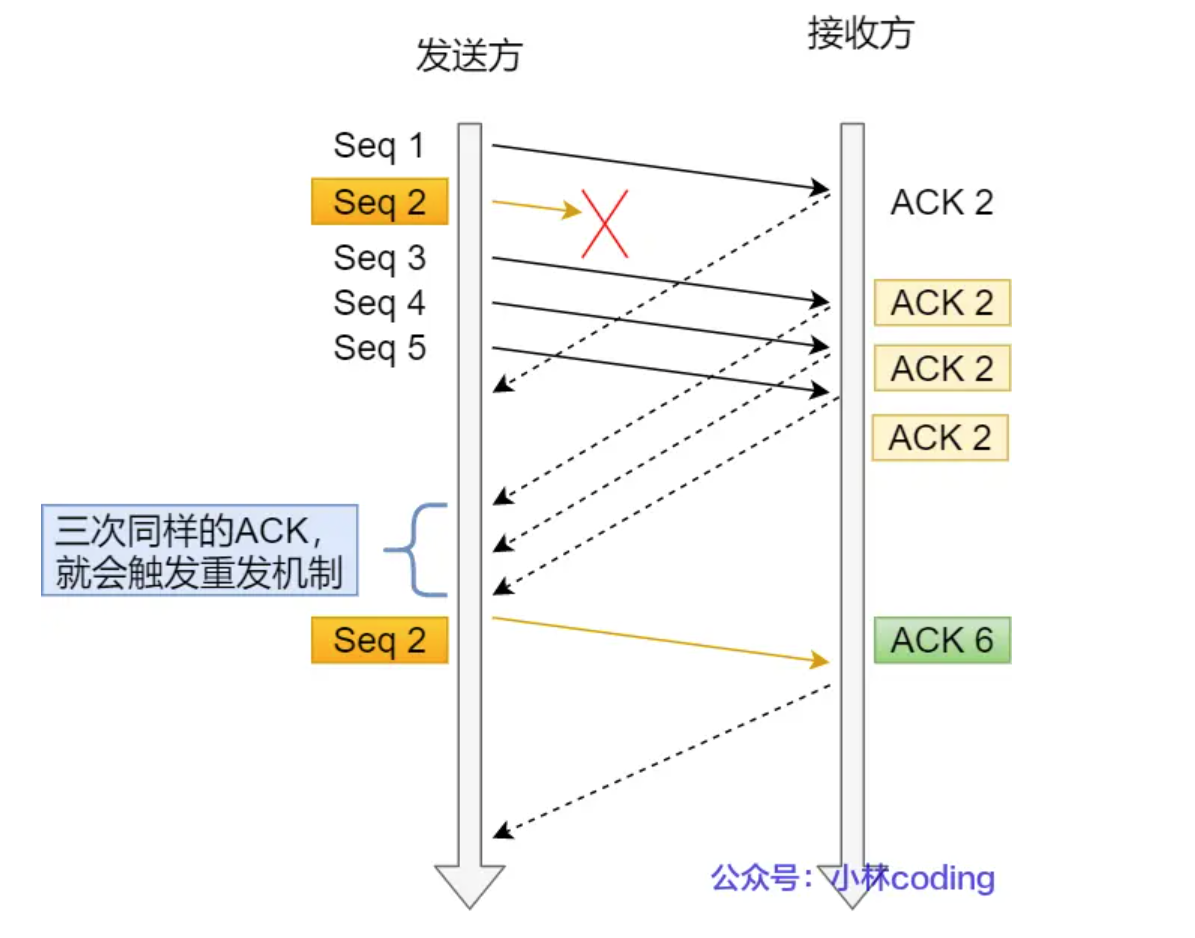 发送方
接收方
Seq 1
Seq 2
ACK 2
Seq 3
Seq 4
ACK 2
Seq 5
ACK 2
ACK 2
三次同样的ACK，
就会触发重发机制
Seq 2
ACK 6
公众号：小林coding